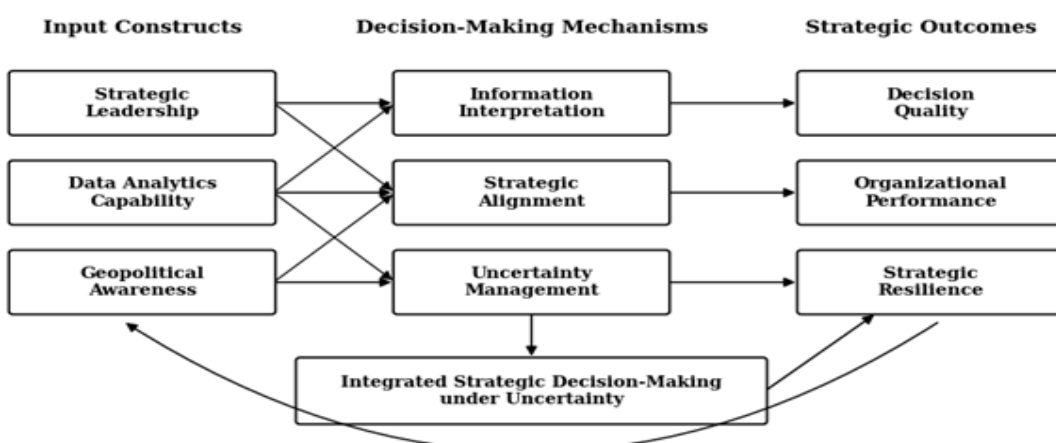 Input Constructs
Decision-Making Mechanisms
Strategic Outcomes
Strategic
Leadership
Information
Interpretation
Decision
Quality
Data Analytics
Capability
Strategic
Alignment
Organizational
Performance
Geopolitical
Awareness
Uncertainty
Management
Strategic
Resilience
Integrated Strategic Decision-Making
under Uncertainty